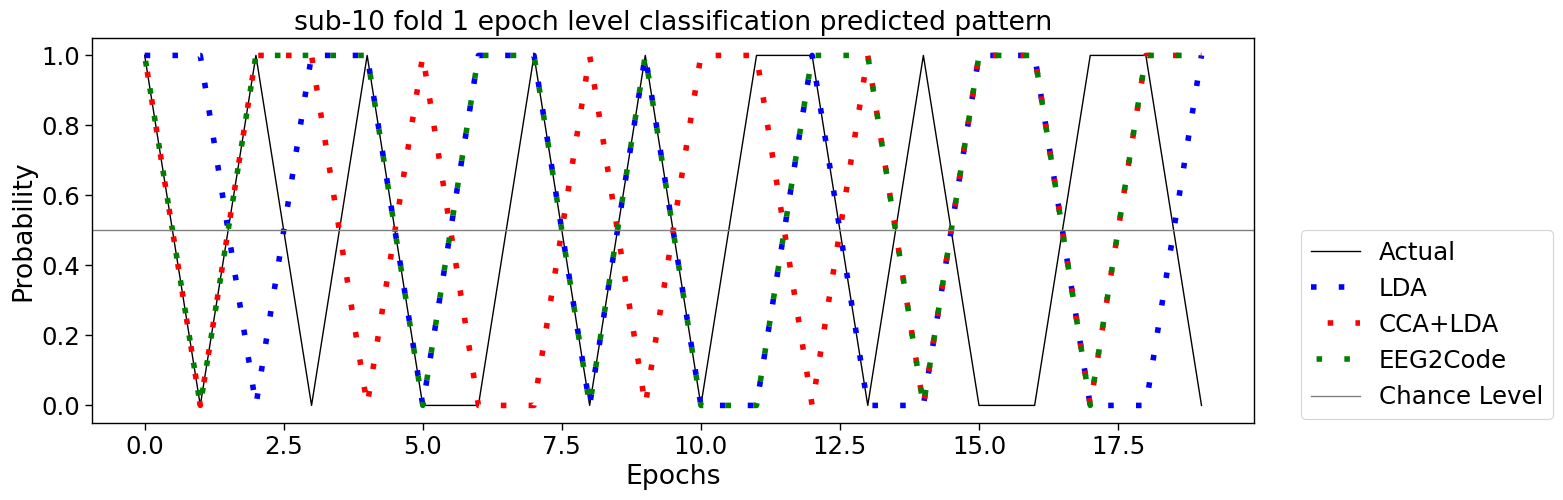 sub-10 fold 1 epoch level classification predicted pattern
1.0
0.8
0.6
0.4
0.2
0.0
Probability
0.0 2.5 5.0 7.5 10.0 12.5 15.0 17.5
Epochs
Actual
LDA
CCA+LDA
EEG2Code
Chance Level